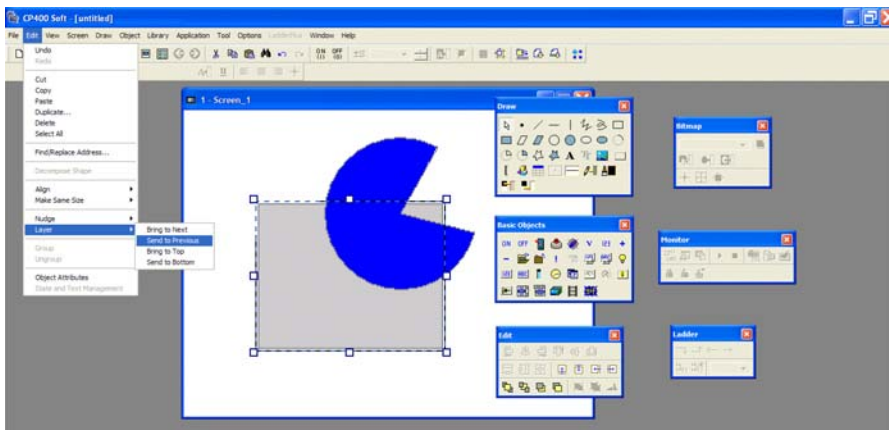 CP400 Soft - [untitled]
File Edit View Screen Draw Object Library Application Tool Options LadderPlus Window Help
Undo
Redo
Cut
Copy
Paste
Duplicate...
Delete
Select All
Find/Replace Address...
Decompose Shape
Align
Make Same Size
Nudge
Layer
Group
Ungroup
Object Attributes
State and Text Management
Bring to Next
Send to Previous
Bring to Top
Send to Bottom
1 - Screen_1
Draw
A
Basic Objects
ON OFF
V 123
Edit
Bitmap
Monitor
Ladder